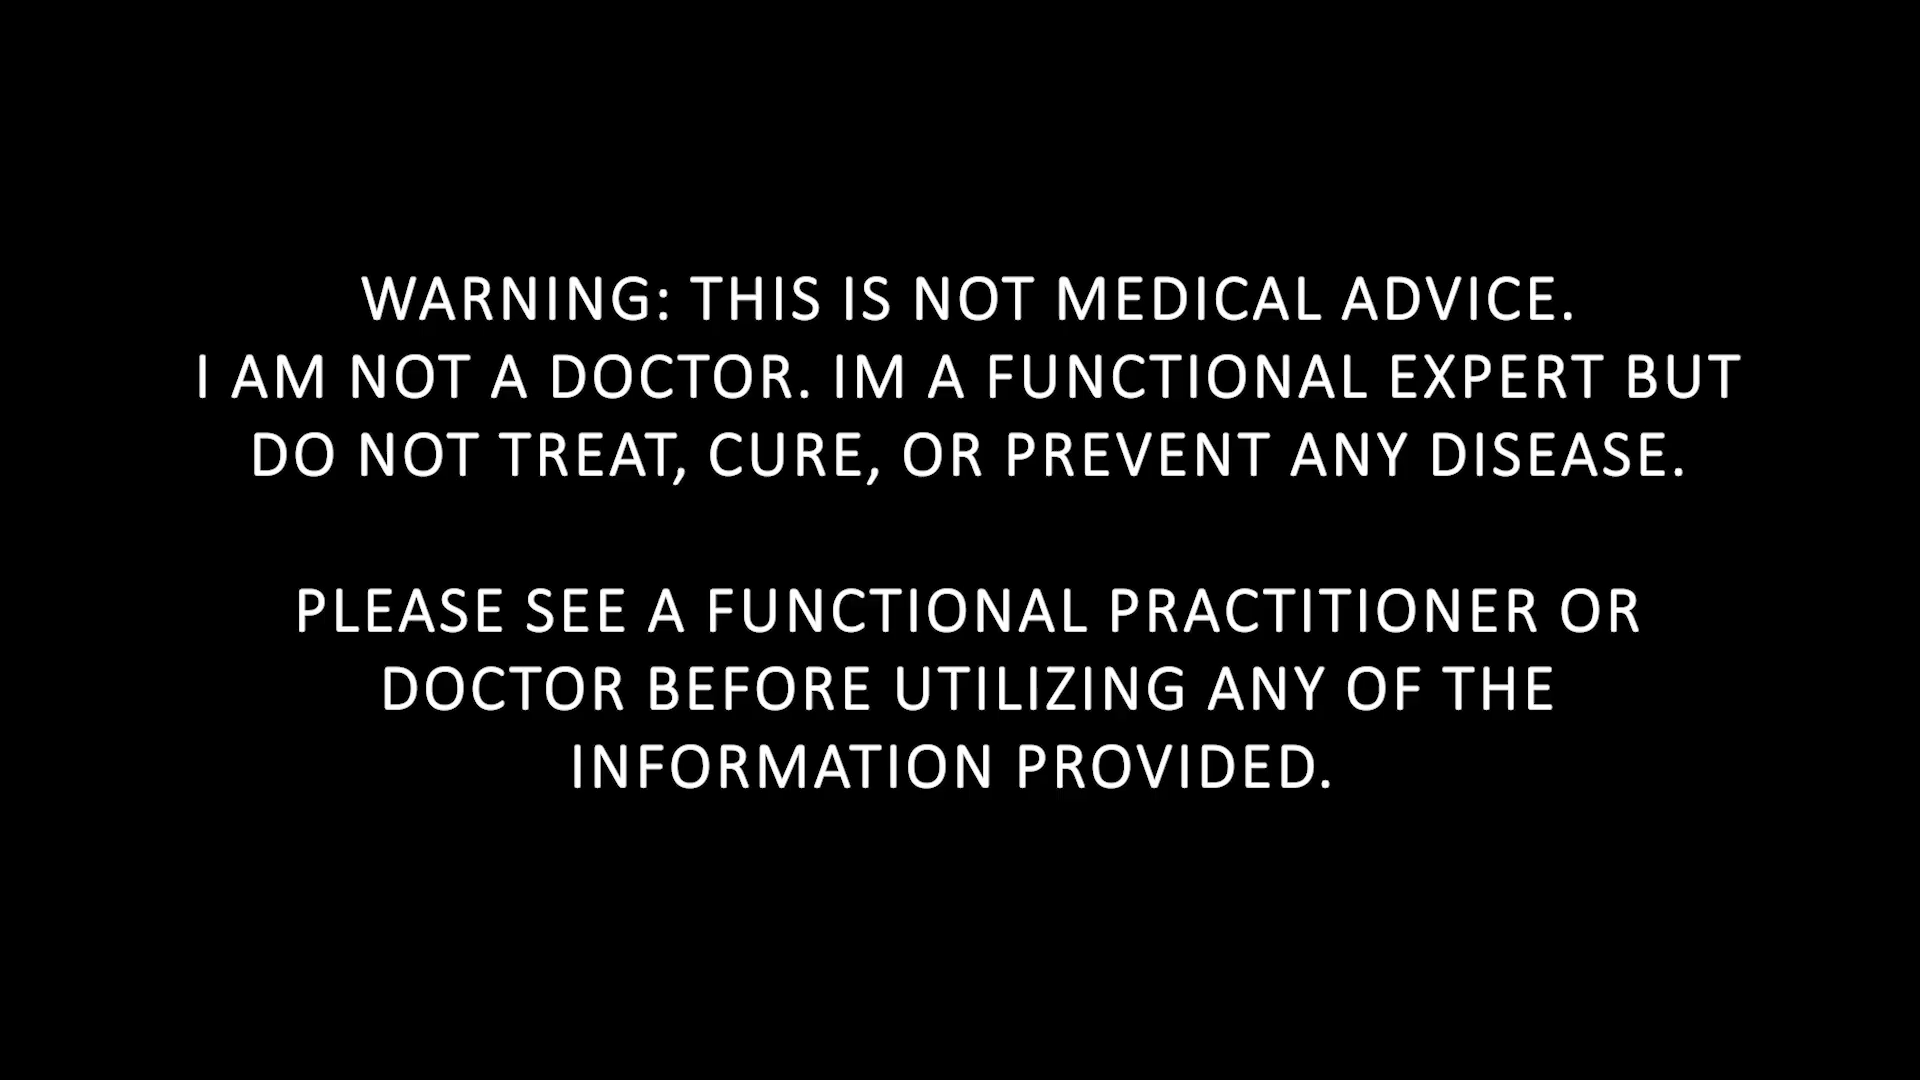 WARNING: THIS IS NOT MEDICAL ADVICE.
I AM NOT A DOCTOR. IM A FUNCTIONAL EXPERT BUT
DO NOT TREAT, CURE, OR PREVENT ANY DISEASE.
PLEASE SEE A FUNCTIONAL PRACTITIONER OR
DOCTOR BEFORE UTILIZING ANY OF THE
INFORMATION PROVIDED.